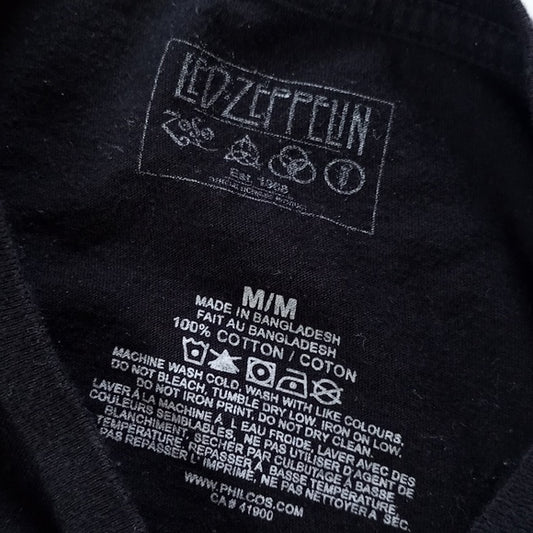 LED·ZEPPELIN
ZOSO
Est. 1968
M/M
MADE IN BANGLADESH
FAIT AU BANGLADESH
100% COTTON / COTON
MACHINE WASH COLD. WASH WITH LIKE COLOURS.
DO NOT BLEACH, TUMBLE DRY LOW. IRON ON LOW.
DO NOT IRON PRINT, DO NOT DRY CLEAN.
LAVER À LA MACHINE À L EAU FROIDE, LAVER AVEC DES
COULEURS SEMBLABLES. NE PAS UTILISER D'AGENT DE
BLANCHIMENT, SÉCHER PAR CULBUTAGE À BASSE
TEMPÉRATURE, REPASSER À BASSE TEMPÉRATURE,
PAS REPASSER L'IMPRIMÉ, NE PAS NETTOYER A SEC.
WWW.PHILCOS.COM
CA# 41900